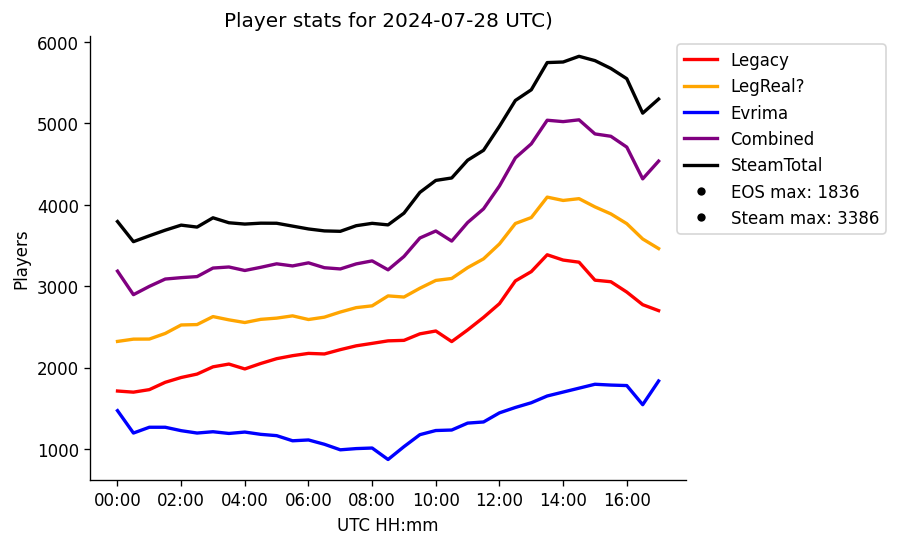 Player stats for 2024-07-28 UTC)
6000
5000
4000
3000
2000
1000
Players
00:00 02:00 04:00 06:00 08:00 10:00 12:00 14:00 16:00
UTC HH:mm
Legacy
LegReal?
Evrima
Combined
SteamTotal
EOS max: 1836
Steam max: 3386